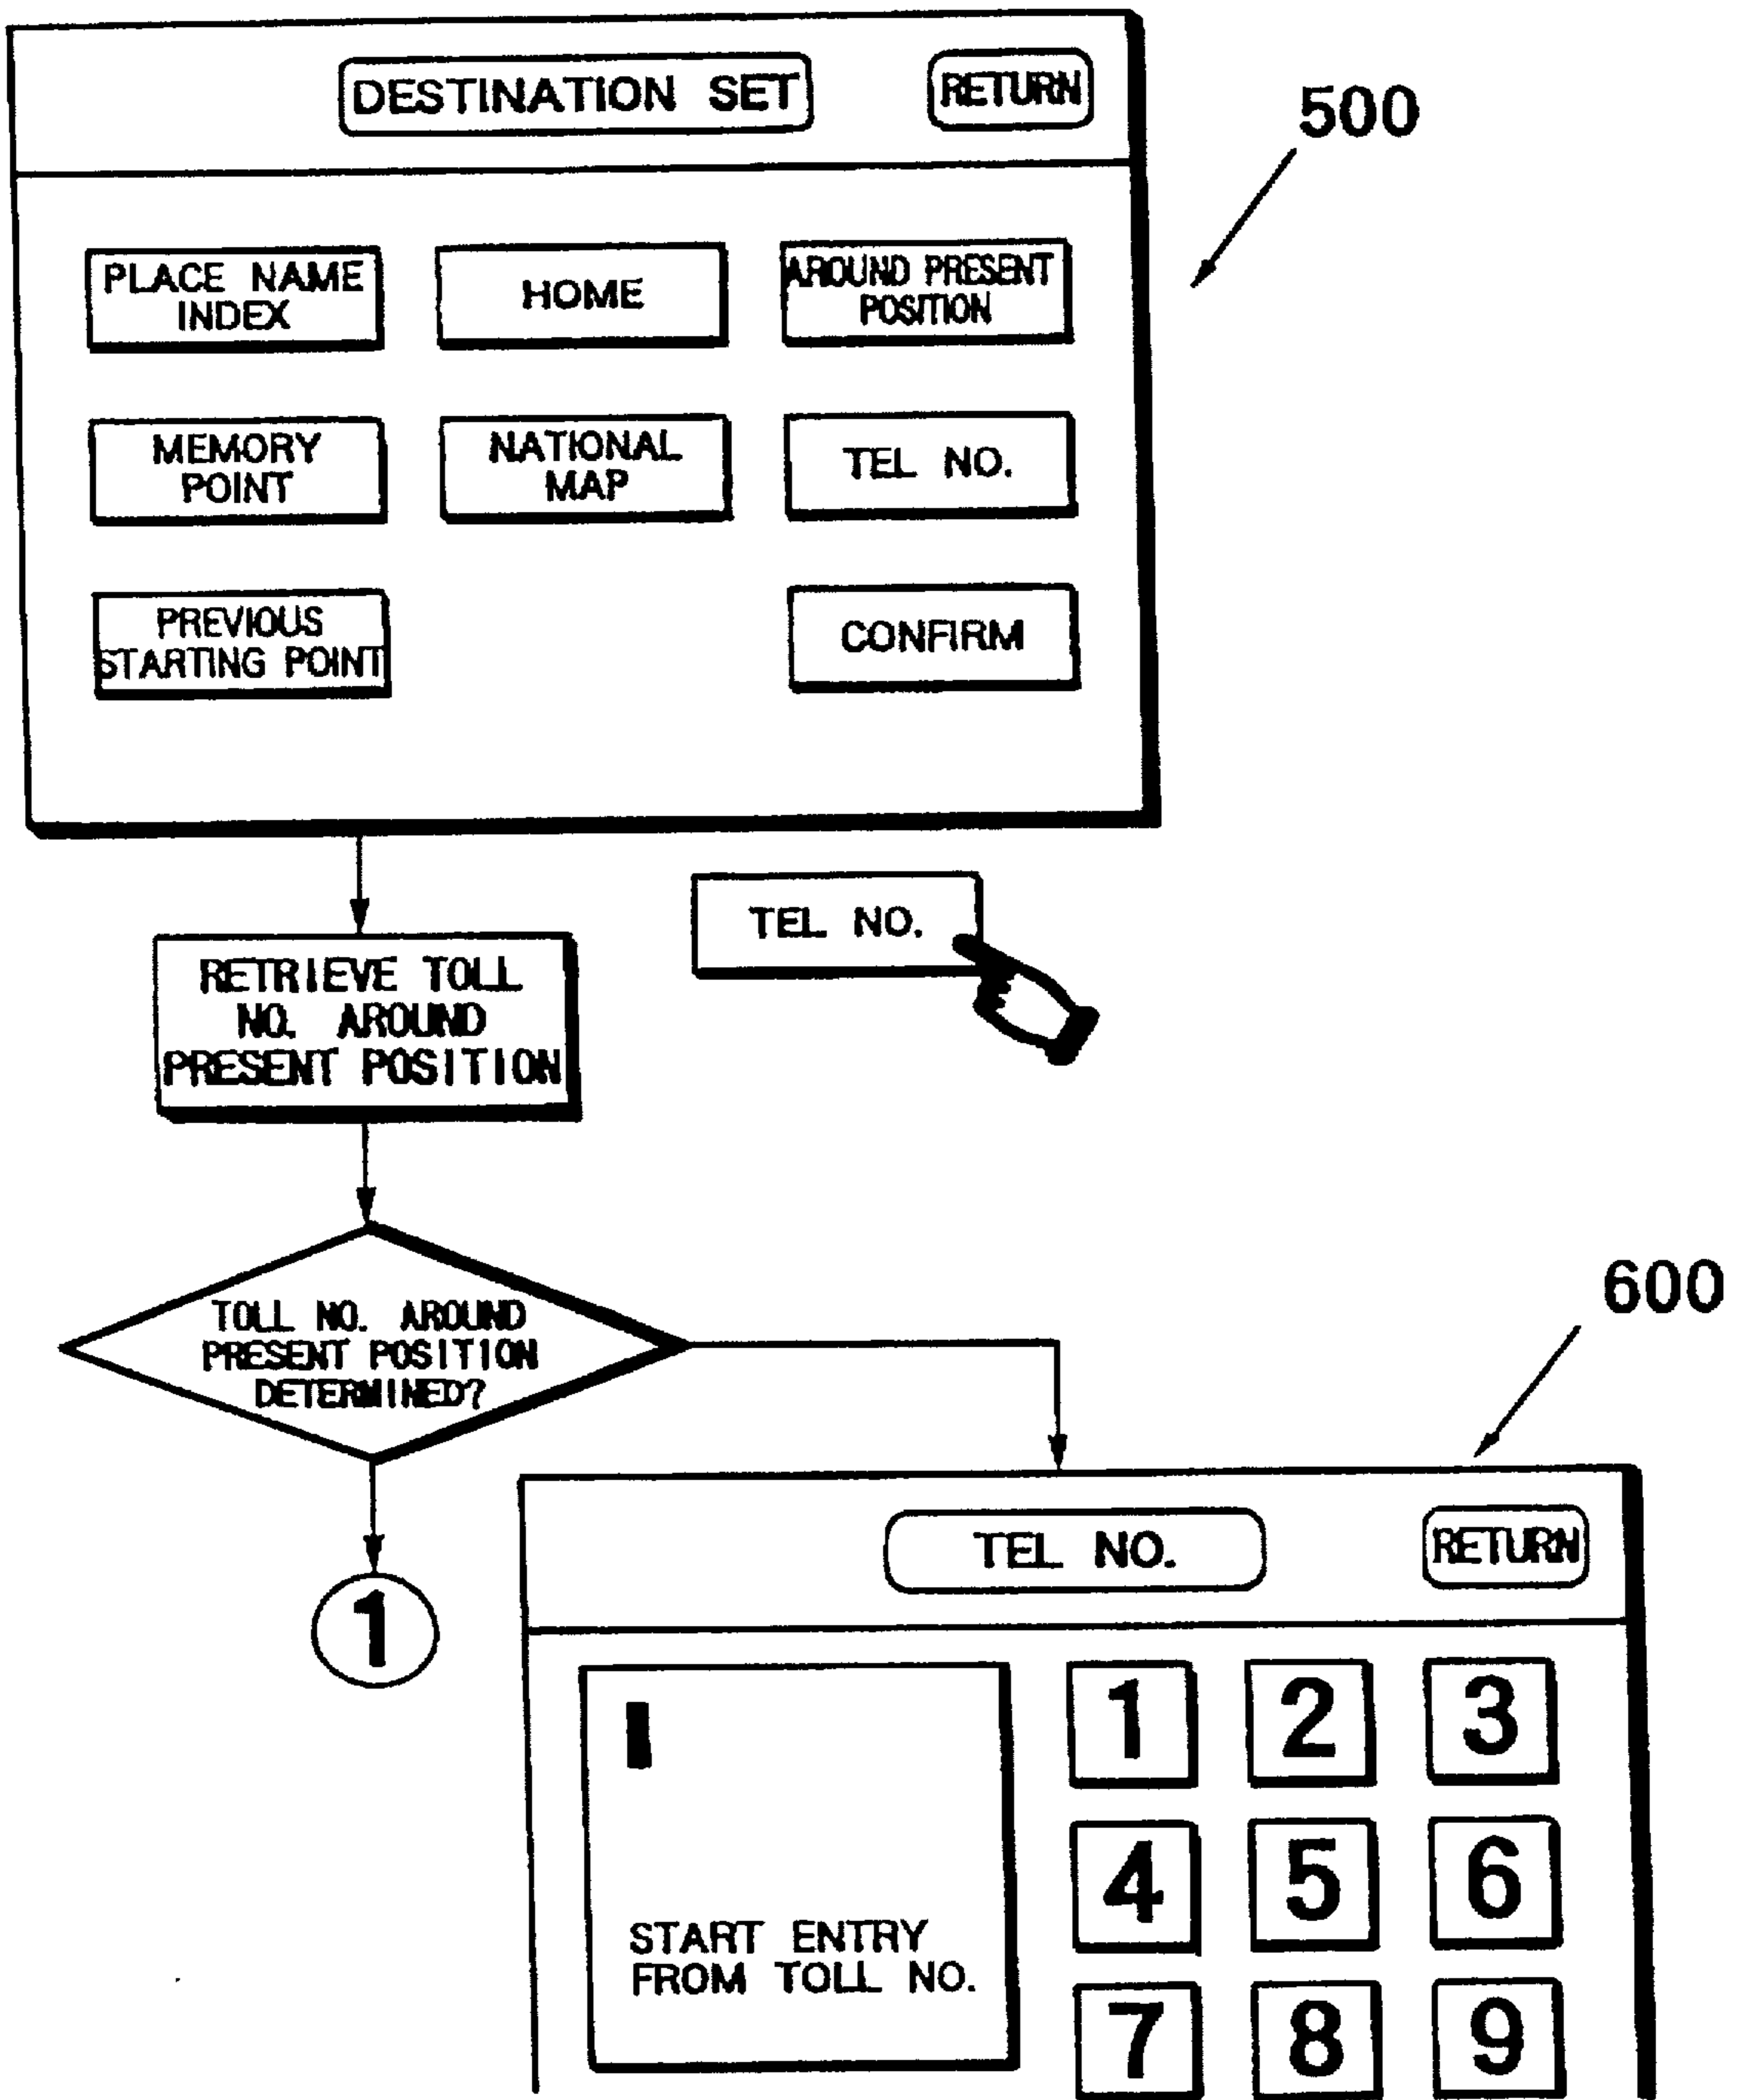 DESTINATION SET
RETURN
500
PLACE NAME
INDEX
HOME
AROUND PRESENT
POSITION
MEMORY
POINT
NATIONAL
MAP
TEL NO.
PREVIOUS
STARTING POINT
CONFIRM
TEL NO.
RETRIEVE TOLL
NO. AROUND
PRESENT POSITION
TOLL NO. AROUND
PRESENT POSITION
DETERMINED?
600
1
TEL NO.
RETURN
1 2 3
4 5 6
START ENTRY
FROM TOLL NO.
7 8 9